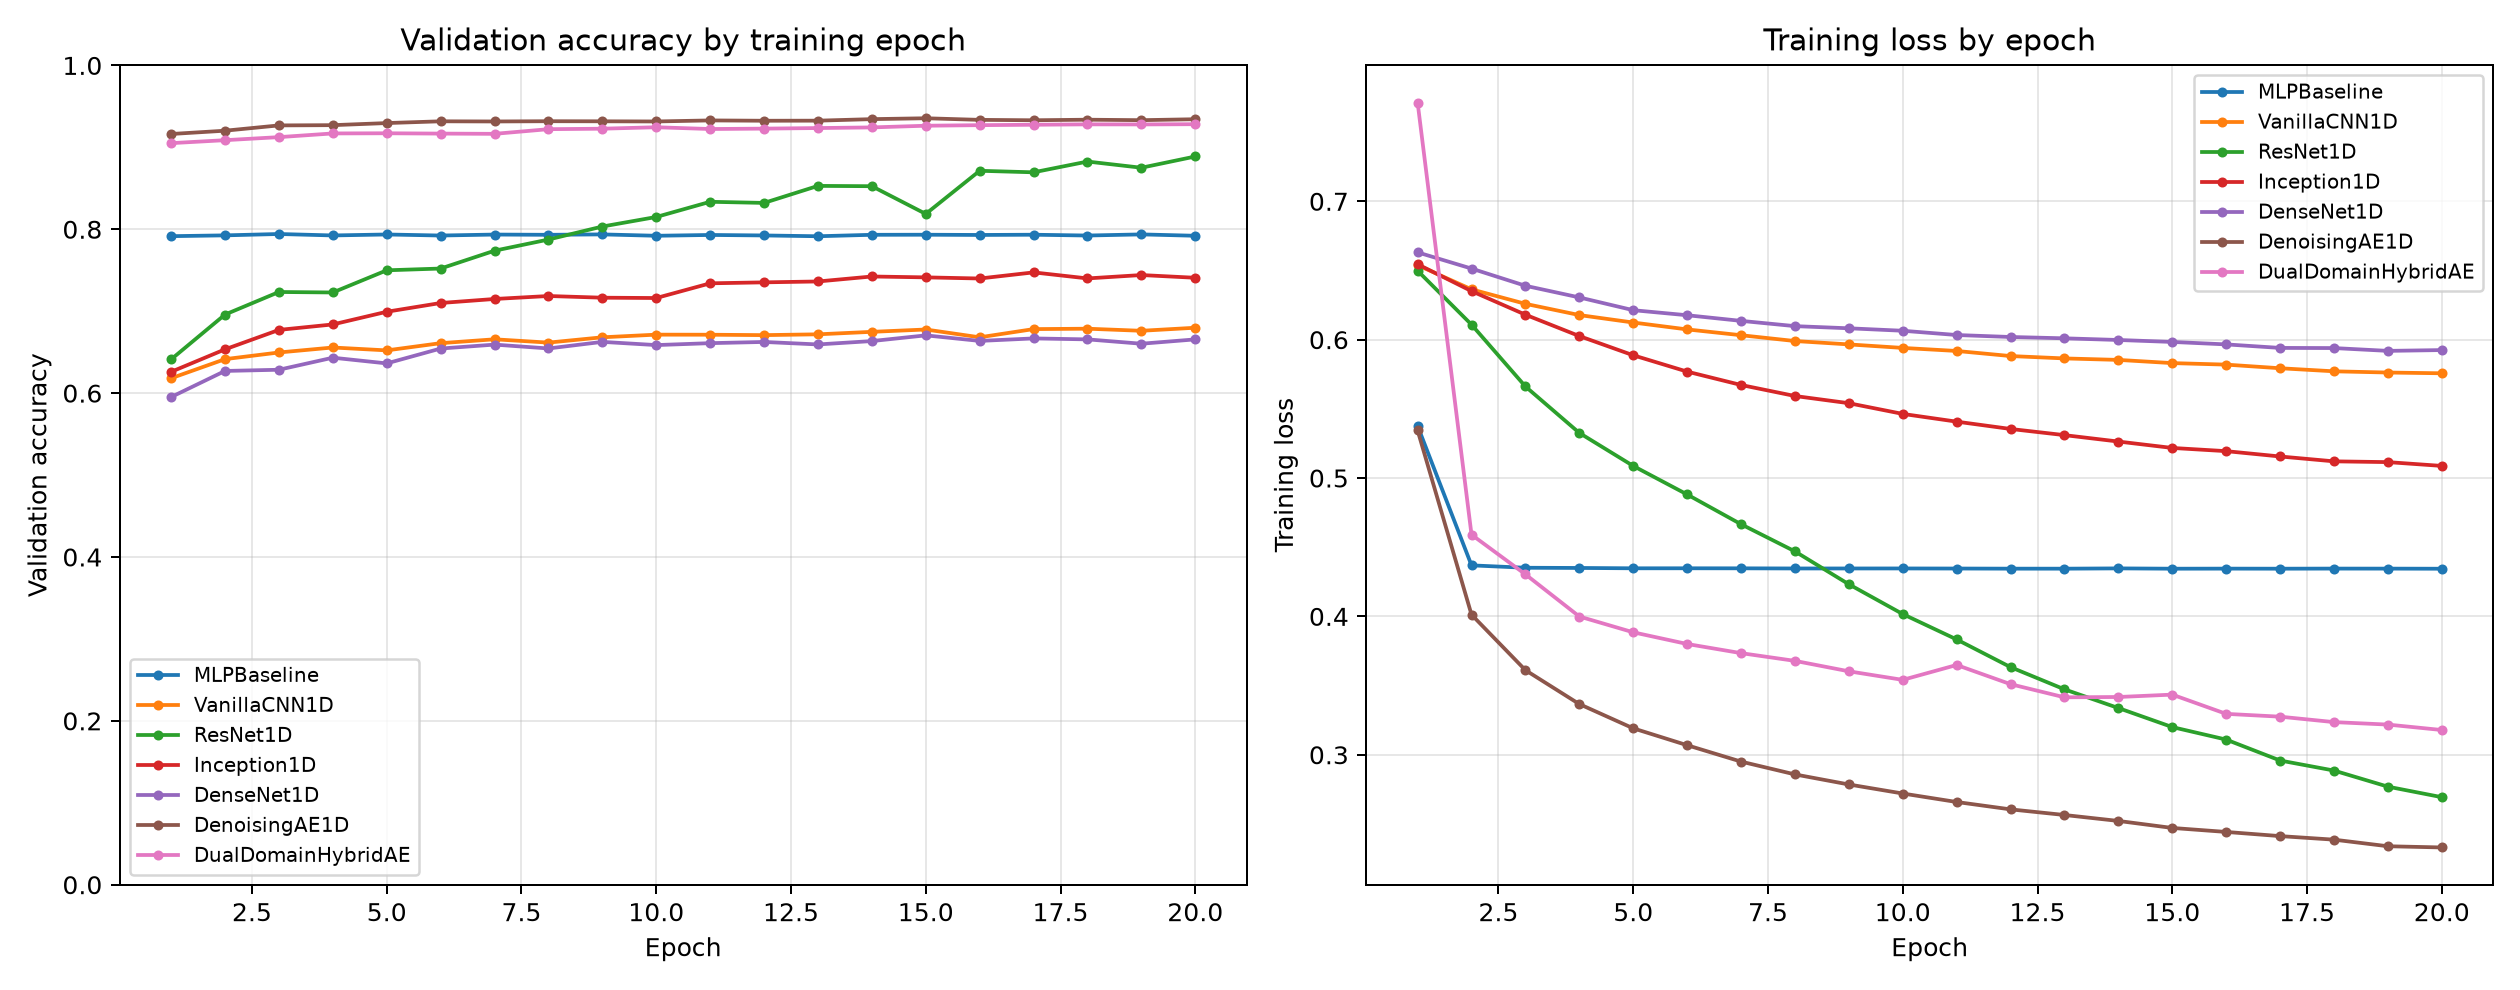 Validation accuracy by training epoch
Validation accuracy
1.0
0.8
0.6
0.4
0.2
0.0
MLPBaseline
VanillaCNN1D
ResNet1D
Inception1D
DenseNet1D
DenoisingAE1D
DualDomainHybridAE
2.5 5.0 7.5 10.0 12.5 15.0 17.5 20.0
Epoch
Training loss by epoch
Training loss
0.7
0.6
0.5
0.4
0.3
MLPBaseline
VanillaCNN1D
ResNet1D
Inception1D
DenseNet1D
DenoisingAE1D
DualDomainHybridAE
2.5 5.0 7.5 10.0 12.5 15.0 17.5 20.0
Epoch